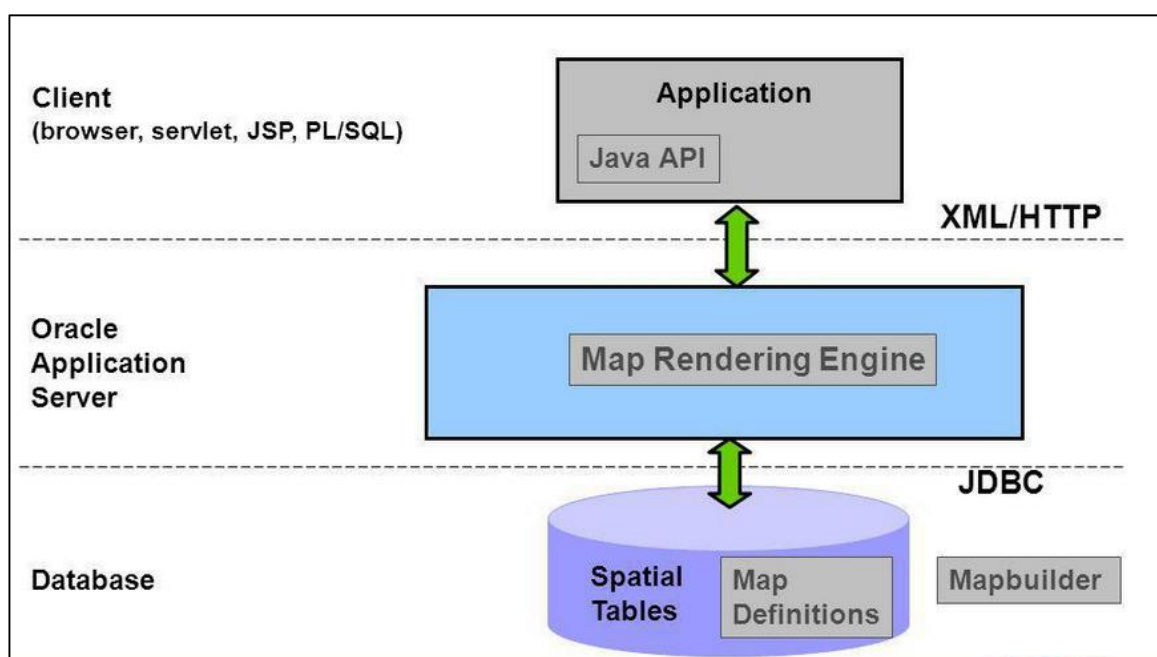 Client
(browser, servlet, JSP, PL/SQL)
Application
Java API
XML/HTTP
Oracle
Application
Server
Map Rendering Engine
JDBC
Database
Spatial
Tables
Map
Definitions
Mapbuilder